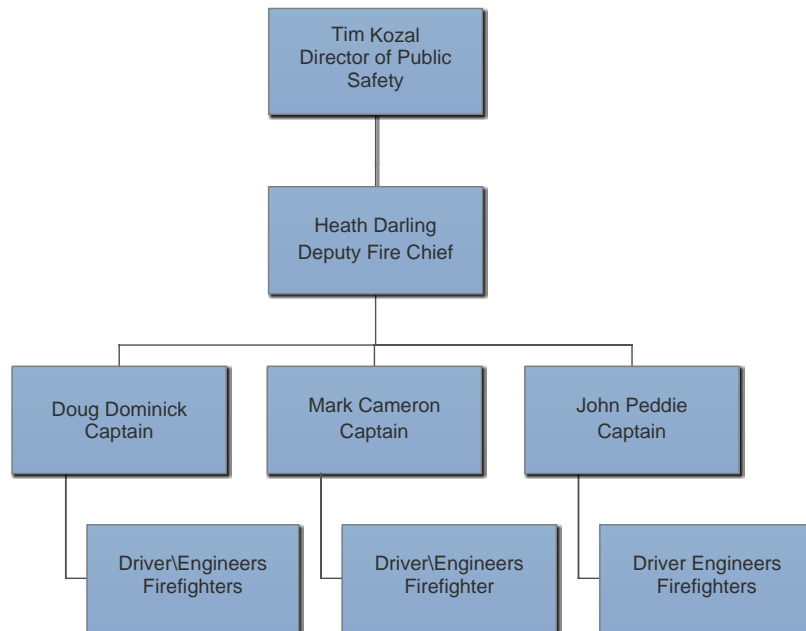 Tim Kozal
Director of Public
Safety
Heath Darling
Deputy Fire Chief
Doug Dominick
Captain
Mark Cameron
Captain
John Peddie
Captain
Driver\Engineers
Firefighters
Driver\Engineers
Firefighter
Driver Engineers
Firefighters